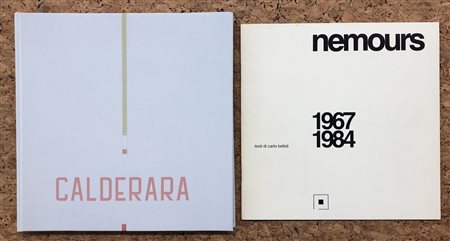 CALDERARA
nemours
1967
1984
testi di carlo belloli